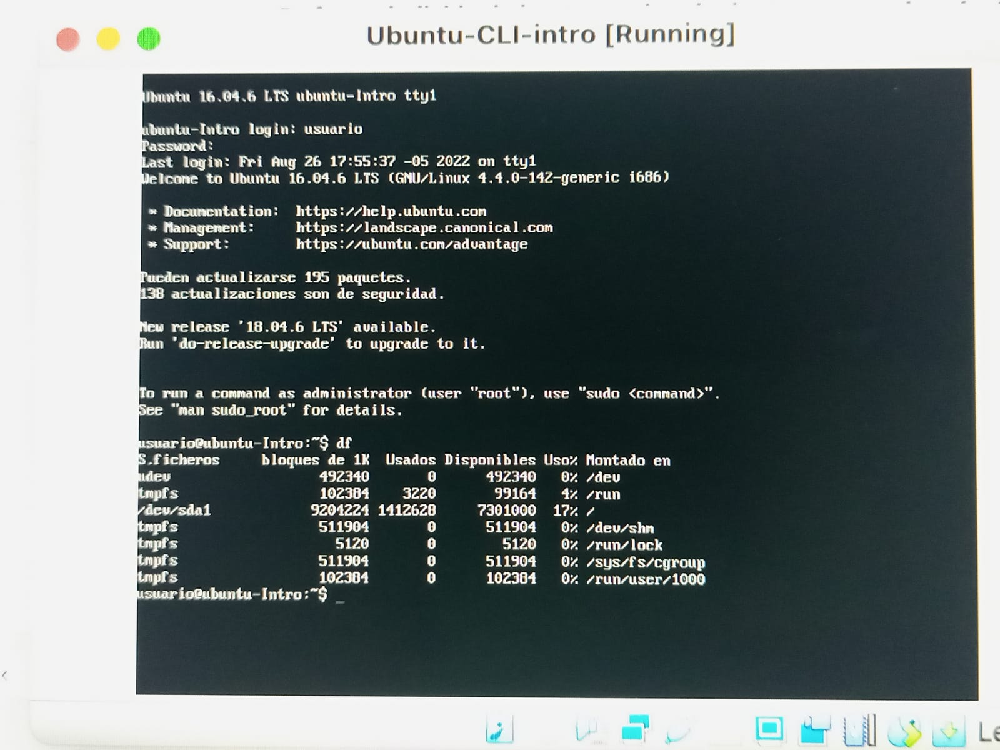 Ubuntu-CLI-intro [Running]
Ubuntu 16.04.6 LTS ubuntu-Intro tty1
ubuntu-Intro login: usuario
Password:
Last login: Fri Aug 26 17:55:37 -05 2022 on tty1
Welcome to Ubuntu 16.04.6 LTS (GNU/Linux 4.4.0-142-generic i686)
* Documentation: https://help.ubuntu.com
* Management: https://landscape.canonical.com
* Support: https://ubuntu.com/advantage
Pueden actualizarse 195 paquetes.
138 actualizaciones son de seguridad.
New release '18.04.6 LTS' available.
Run 'do-release-upgrade' to upgrade to it.
To run a command as administrator (user "root"), use "sudo <command>".
See "man sudo_root" for details.
usuario@ubuntu-Intro:~$ df
S.ficheros bloques de 1K Usados Disponibles Uso% Montado en
udev 492340 0 492340 0% /dev
tmpfs 102384 3220 99164 4% /run
/dev/sda1 9204224 1412628 7301000 17% /
tmpfs 511904 0 511904 0% /dev/shm
tmpfs 5120 0 5120 0% /run/lock
tmpfs 511904 0 511904 0% /sys/fs/cgroup
tmpfs 102384 0 102384 0% /run/user/1000
usuario@ubuntu-Intro:~$ _